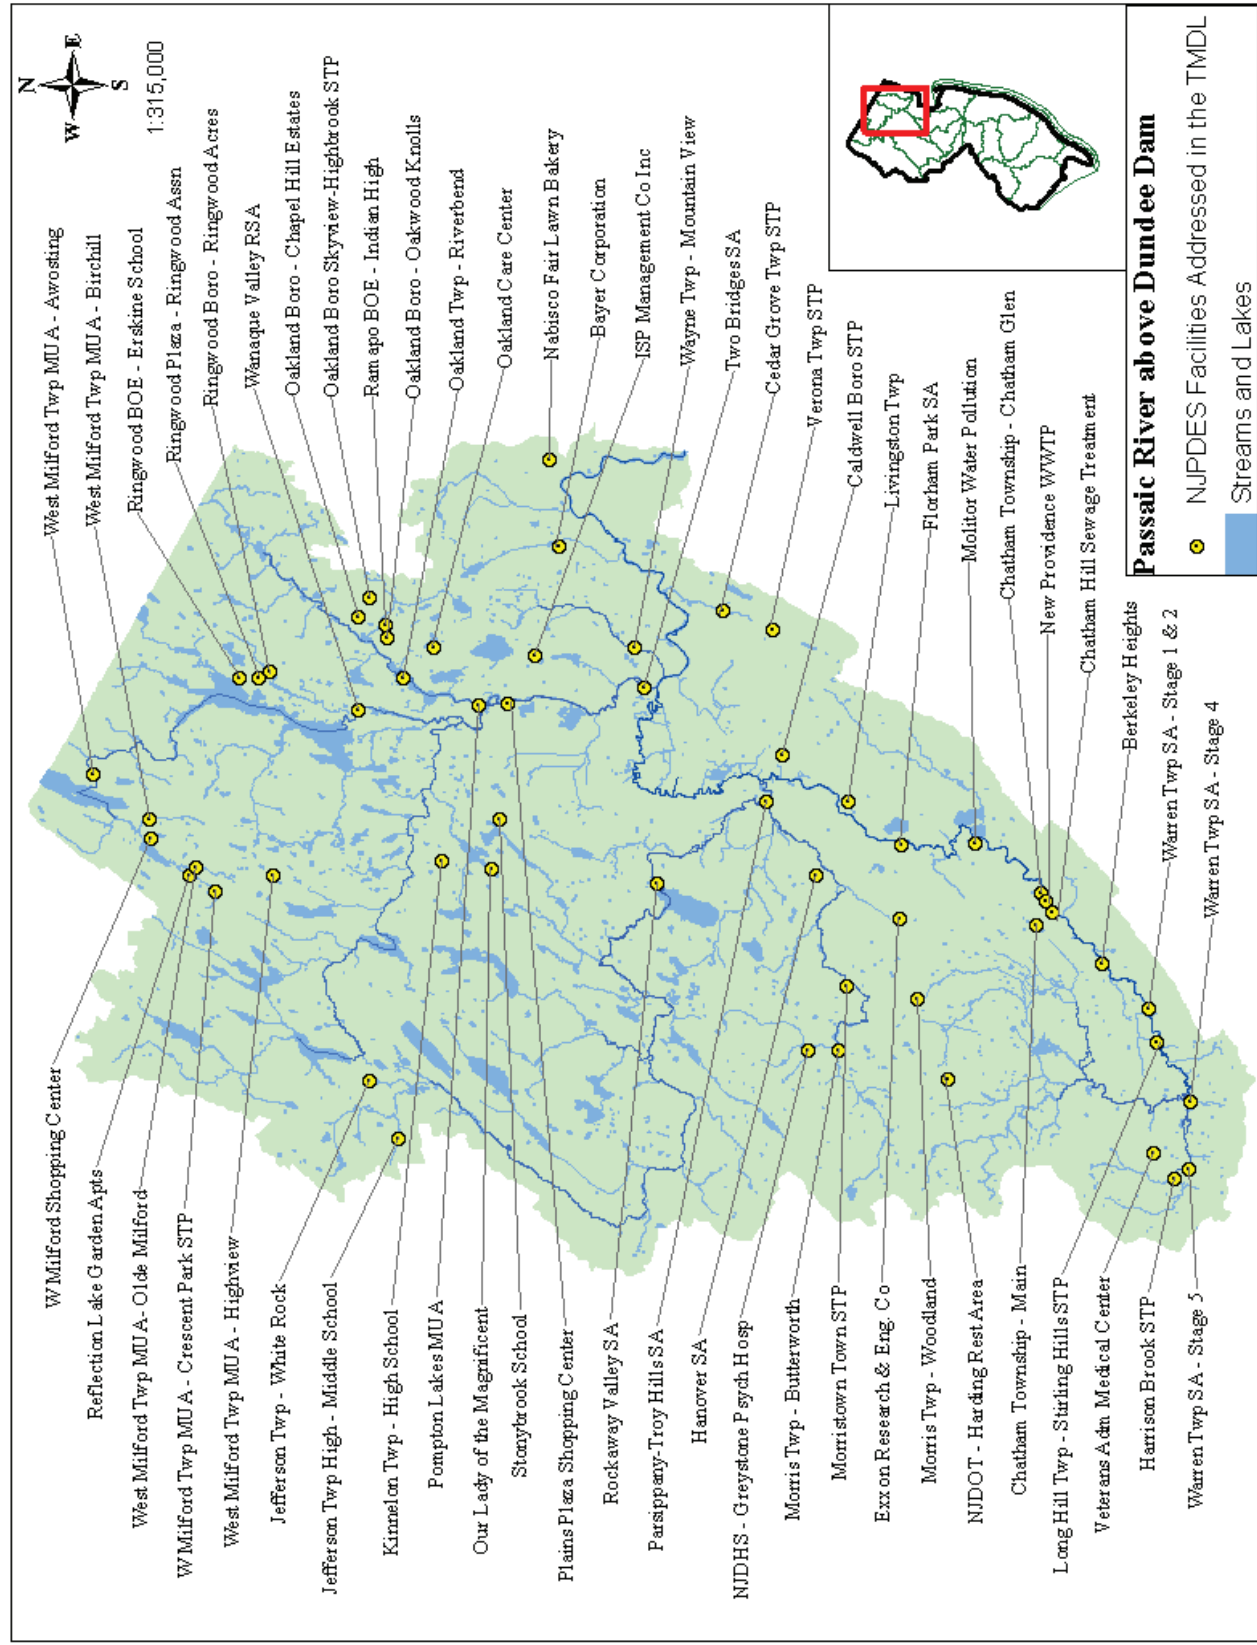 N
W
E
S
1:315,000
West Milford Twp MUA - Awosting
West Milford Twp MUA - Birchill
Ringwood BOE - Erskine School
Ringwood Plaza - Ringwood Assn
Ringwood Boro - Ringwood Acres
Wanaque Valley RSA
Oakland Boro - Chapel Hill Estates
Oakland Boro Skyview-Highbrook STP
Ramapo BOE - Indian High
Oakland Boro - Oakwood Knolls
Oakland Twp - Riverbend
Oakland Care Center
Nabisco Fair Lawn Bakery
Bayer Corporation
ISP Management Co Inc
Wayne Twp - Mountain View
Two Bridges SA
Cedar Grove Twp STP
Verona Twp STP
Caldwell Boro STP
Livingston Twp
Florham Park SA
Molitor Water Pollution
Chatham Township - Chatham Glen
New Providence WWTP
Chatham Hill Sewage Treatment
Berkeley Heights
Warren Twp SA - Stage 1 & 2
Warren Twp SA - Stage 4
W Milford Shopping Center
Reflection Lake Garden Apts
West Milford Twp MUA - Olde Milford
W Milford Twp MUA - Crescent Park STP
West Milford Twp MUA - Highview
Jefferson Twp - White Rock
Jefferson Twp High - Middle School
Kinnelon Twp - High School
Pompton Lakes MUA
Our Lady of the Magnificent
Stonybrook School
Plains Plaza Shopping Center
Rockaway Valley SA
Parsippany-Troy Hills SA
Hanover SA
NJDHS - Greystone Psych Hosp
Morris Twp - Butterworth
Morristown Town STP
Exxon Research & Eng. Co
Morris Twp - Woodland
NJDOT - Harding Rest Area
Chatham Township - Main
Long Hill Twp - Stirling Hills STP
Veterans Adm Medical Center
Harrison Brook STP
Warren Twp SA - Stage 5
Passaic River above Dundee Dam
NJPDES Facilities Addressed in the TMDL
Streams and Lakes